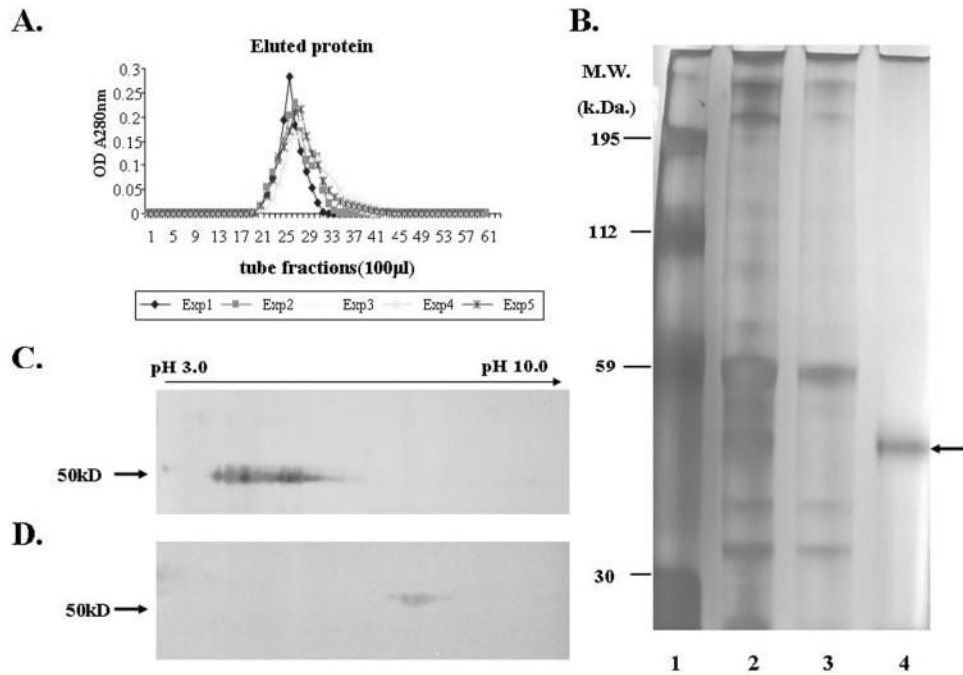 A.
Eluted protein
0.3
0.25
0.2
0.15
0.1
0.05
0
OD A280nm
1 5 9 13 17 21 25 29 33 37 41 45 49 53 57 61
tube fractions(100μl)
Exp1 Exp2 Exp3 Exp4 Exp5
B.
M.W.
(k.Da.)
195
112
59
30
1 2 3 4
C.
pH 3.0 pH 10.0
50kD
D.
50kD